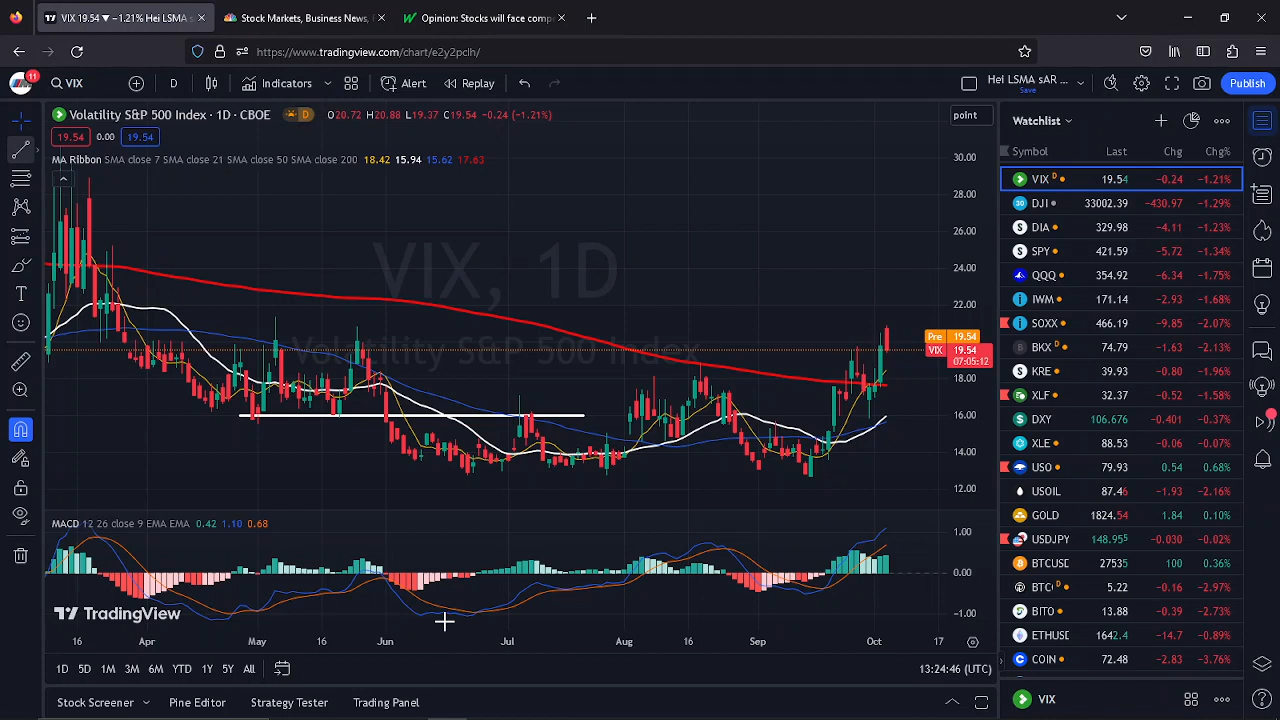 VIX 19.54 ▼ −1.21% Hei LSMA s
Stock Markets, Business News,
Opinion: Stocks will face comp
https://www.tradingview.com/chart/e2y2pclh/
11
VIX
D
Indicators
Alert
Replay
Hei LSMA sAR ...
Save
Publish
Volatility S&P 500 Index · 1D · CBOE
D
O20.72 H20.88 L19.37 C19.54 −0.24 (−1.21%)
19.54 0.00 19.54
MA Ribbon SMA close 7 SMA close 21 SMA close 50 SMA close 200 18.42 15.94 15.62 17.63
VIX, 1D
Volatility S&P 500 Index
point
30.00
28.00
26.00
24.00
22.00
Pre 19.54
VIX 19.54
07:05:12
18.00
16.00
14.00
12.00
MACD 12 26 close 9 EMA EMA 0.42 1.10 0.68
1.00
0.00
−1.00
TradingView
16 Apr May 16 Jun Jul Aug 16 Sep Oct 17
1D 5D 1M 3M 6M YTD 1Y 5Y All
13:24:46 (UTC)
Stock Screener Pine Editor Strategy Tester Trading Panel
Watchlist
Symbol Last Chg Chg%
VIX D 19.54 −0.24 −1.21%
DJI 33002.39 −430.97 −1.29%
DIA 329.98 −4.11 −1.23%
SPY 421.59 −5.72 −1.34%
QQQ 354.92 −6.34 −1.75%
IWM 171.14 −2.93 −1.68%
SOXX 466.19 −9.85 −2.07%
BKX D 74.79 −1.63 −2.13%
KRE 39.93 −0.80 −1.96%
XLF 32.37 −0.52 −1.58%
DXY 106.676 −0.401 −0.37%
XLE 88.53 −0.06 −0.07%
USOIL 87.46 −1.93 −2.16%
GOLD 1824.54 1.84 0.10%
USDJPY 148.955 −0.030 −0.02%
BTCUSD 27535 100 0.36%
5.22 −0.16 −2.97%
BITO 13.88 −0.39 −2.73%
ETHUSD 1642.4 −14.7 −0.89%
COIN 72.48 −2.83 −3.76%
VIX